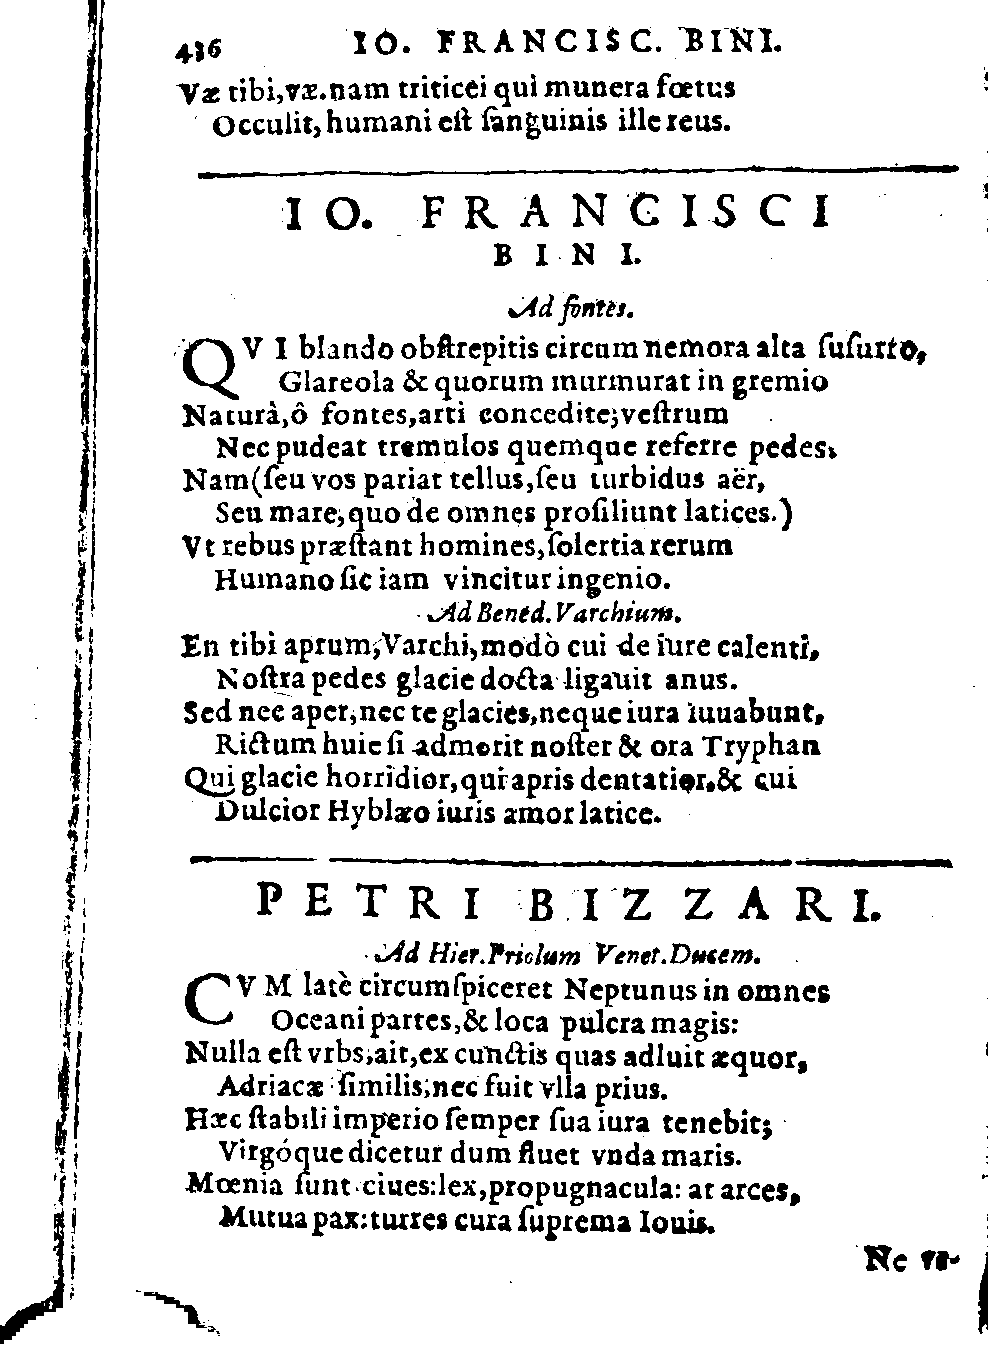 436 IO. FRANCISC. BINI.
Væ tibi, væ. nam triticei qui munera fœtus
Occulit, humani eſt ſanguinis ille reus.
IO. FRANCISCI
BINI.
Ad fontes.
QVI blando obſtrepitis circum nemora alta ſuſurro,
Glareola & quorum murmurat in gremio
Naturâ, ô fontes, arti concedite; veſtrum
Nec pudeat tremulos quemque referre pedes.
Nam (ſeu vos pariat tellus, ſeu turbidus aër,
Seu mare, quo de omnes proſiliunt latices.)
Vt rebus præſtant homines, ſolertia rerum
Humano ſic iam vincitur ingenio.
Ad Bened. Varchium.
En tibi aprum, Varchi, modò cui de iure calenti,
Noſtra pedes glacie docta ligauit anus.
Sed nec aper, nec te glacies, neque iura iuuabunt,
Rictum huic ſi admorit noſter & ora Tryphan
Qui glacie horridior, qui apris dentatior, & cui
Dulcior Hyblæo iuris amor latice.
PETRI BIZZARI.
Ad Hier. Priolum Venet. Ducem.
CVM latè circumſpiceret Neptunus in omnes
Oceani partes, & loca pulcra magis:
Nulla eſt vrbs, ait, ex cunctis quas adluit æquor,
Adriacæ ſimilis, nec fuit vlla prius.
Hæc ſtabili imperio ſemper ſua iura tenebit;
Virgóque dicetur dum fluet vnda maris.
Mœnia ſunt ciues: lex, propugnacula: at arces,
Mutua pax: turres cura ſuprema Iouis.
Ne